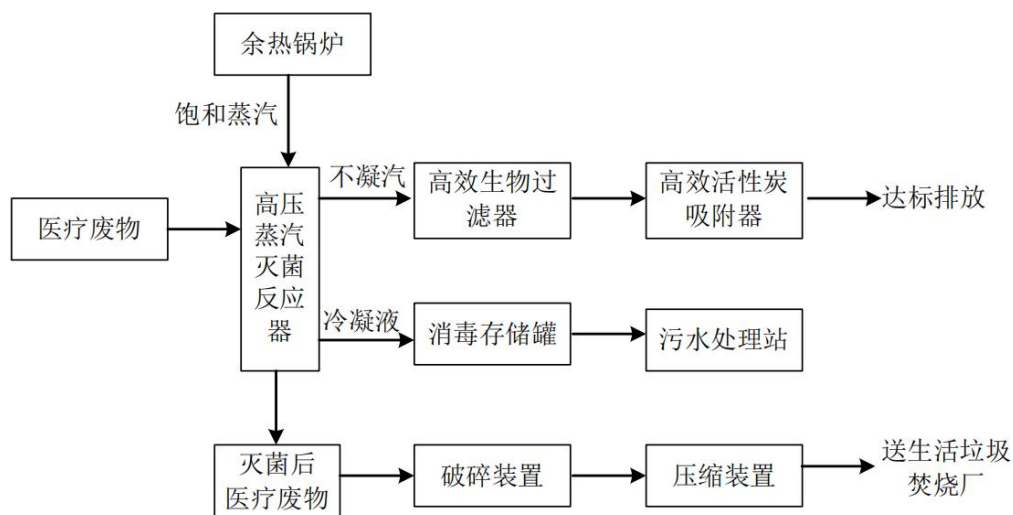 余热锅炉
饱和蒸汽
不凝汽
高效生物过
滤器
高效活性炭
吸附器
达标排放
医疗废物
高压
蒸汽
灭菌
反应
器
冷凝液
消毒存储罐
污水处理站
灭菌后
医疗废物
破碎装置
压缩装置
送生活垃圾
焚烧厂